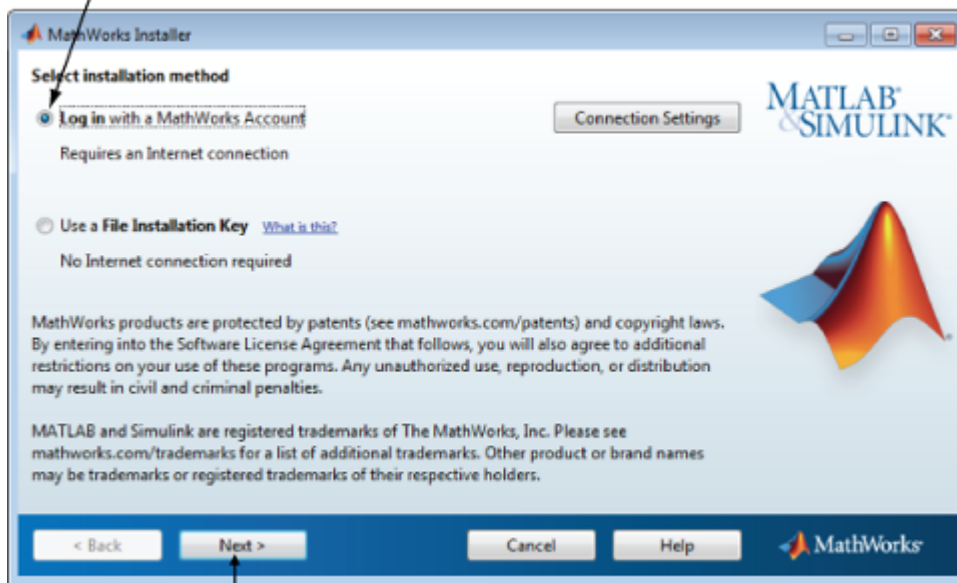 MathWorks Installer
Select installation method
Log in with a MathWorks Account
Connection Settings
Requires an Internet connection
MATLAB®
&SIMULINK®
Use a File Installation Key What is this?
No Internet connection required
MathWorks products are protected by patents (see mathworks.com/patents) and copyright laws.
By entering into the Software License Agreement that follows, you will also agree to additional
restrictions on your use of these programs. Any unauthorized use, reproduction, or distribution
may result in civil and criminal penalties.
MATLAB and Simulink are registered trademarks of The MathWorks, Inc. Please see
mathworks.com/trademarks for a list of additional trademarks. Other product or brand names
may be trademarks or registered trademarks of their respective holders.
< Back Next > Cancel Help MathWorks®